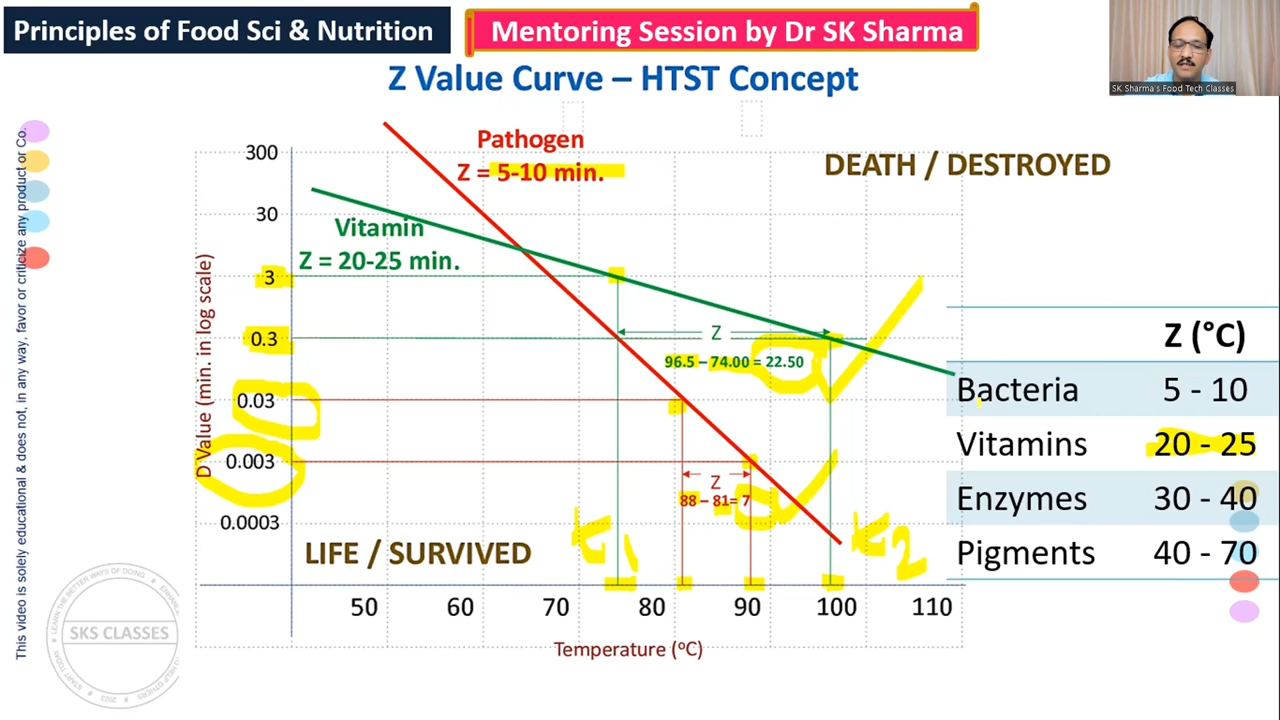 Principles of Food Sci & Nutrition
Mentoring Session by Dr SK Sharma
SK Sharma's Food Tech Classes
Z Value Curve – HTST Concept
This video is solely educational & does not, in any way, favor or criticize any product or Co.
DEATH / DESTROYED
Pathogen
Z = 5-10 min.
Vitamin
Z = 20-25 min.
D Value (min. in log scale)
300
30
3
0.3
0.03
0.003
0.0003
Z
96.5 – 74.00 = 22.50
Z
88 – 81= 7
t1
t2
LIFE / SURVIVED
50 60 70 80 90 100 110
Temperature (ºC)
Z (°C)
Bacteria 5 - 10
Vitamins 20 - 25
Enzymes 30 - 40
Pigments 40 - 70
SKS CLASSES